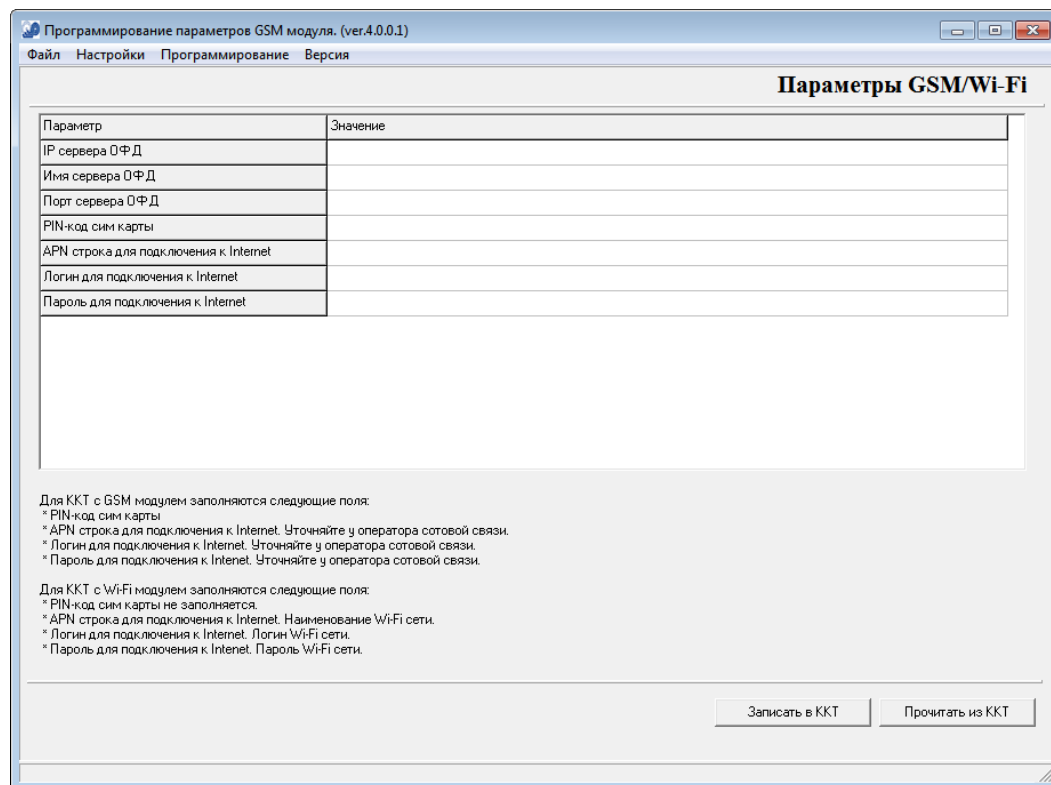 Программирование параметров GSM модуля. (ver.4.0.0.1)
Файл Настройки Программирование Версия
Параметры GSM/Wi-Fi
Параметр Значение
IP сервера ОФД
Имя сервера ОФД
Порт сервера ОФД
PIN-код сим карты
APN строка для подключения к Internet
Логин для подключения к Internet
Пароль для подключения к Internet
Для ККТ с GSM модулем заполняются следующие поля:
* PIN-код сим карты
* APN строка для подключения к Internet. Уточняйте у оператора сотовой связи.
* Логин для подключения к Internet. Уточняйте у оператора сотовой связи.
* Пароль для подключения к Intenet. Уточняйте у оператора сотовой связи.
Для ККТ с Wi-Fi модулем заполняются следующие поля:
* PIN-код сим карты не заполняется.
* APN строка для подключения к Internet. Наименование Wi-Fi сети.
* Логин для подключения к Internet. Логин Wi-Fi сети.
* Пароль для подключения к Intenet. Пароль Wi-Fi сети.
Записать в ККТ Прочитать из ККТ